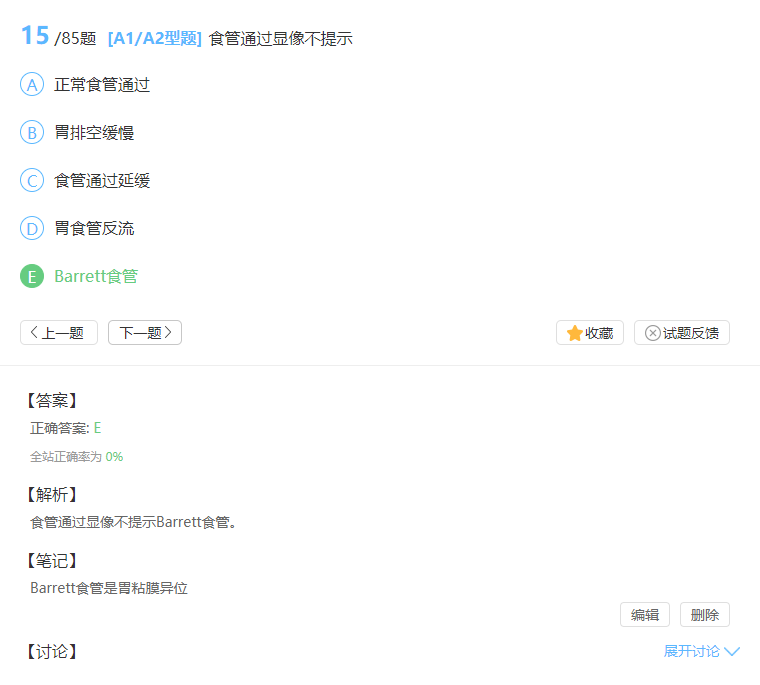 15 /85题 [A1/A2型题] 食管通过显像不提示
A 正常食管通过
B 胃排空缓慢
C 食管通过延缓
D 胃食管反流
E Barrett食管
上一题 下一题 收藏 试题反馈
【答案】
正确答案: E
全站正确率为 0%
【解析】
食管通过显像不提示Barrett食管。
【笔记】
Barrett食管是胃粘膜异位
编辑 删除
【讨论】 展开讨论